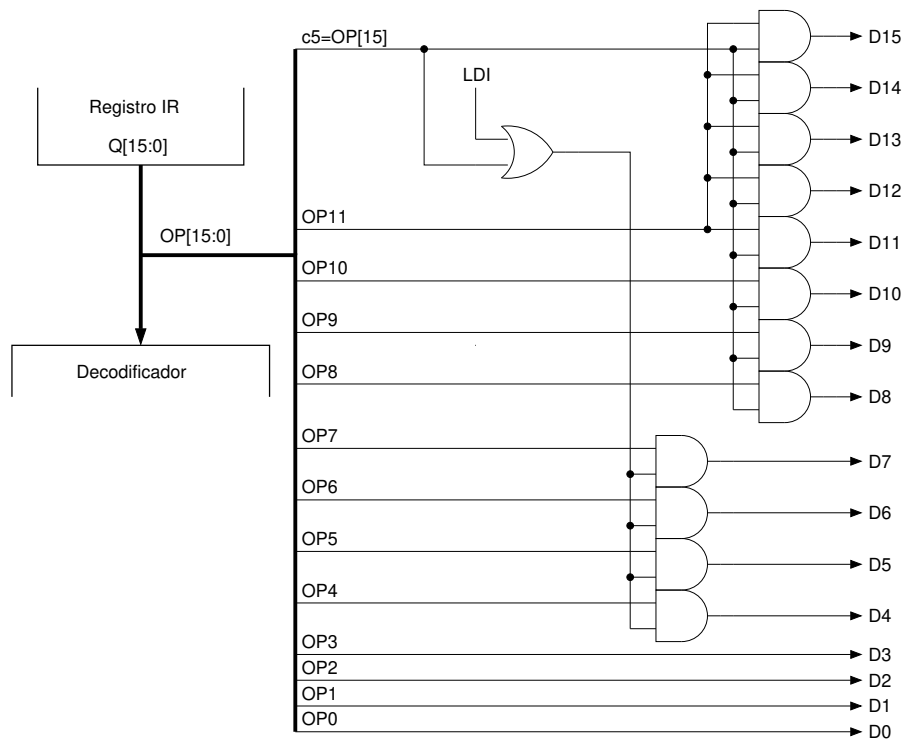 c5=OP[15]
D15
LDI
D14
Registro IR
D13
Q[15:0]
D12
OP11
OP[15:0]
D11
OP10
D10
OP9
D9
OP8
Decodificador
D8
OP7
D7
OP6
D6
OP5
D5
OP4
D4
OP3
D3
OP2
D2
OP1
D1
OP0
D0